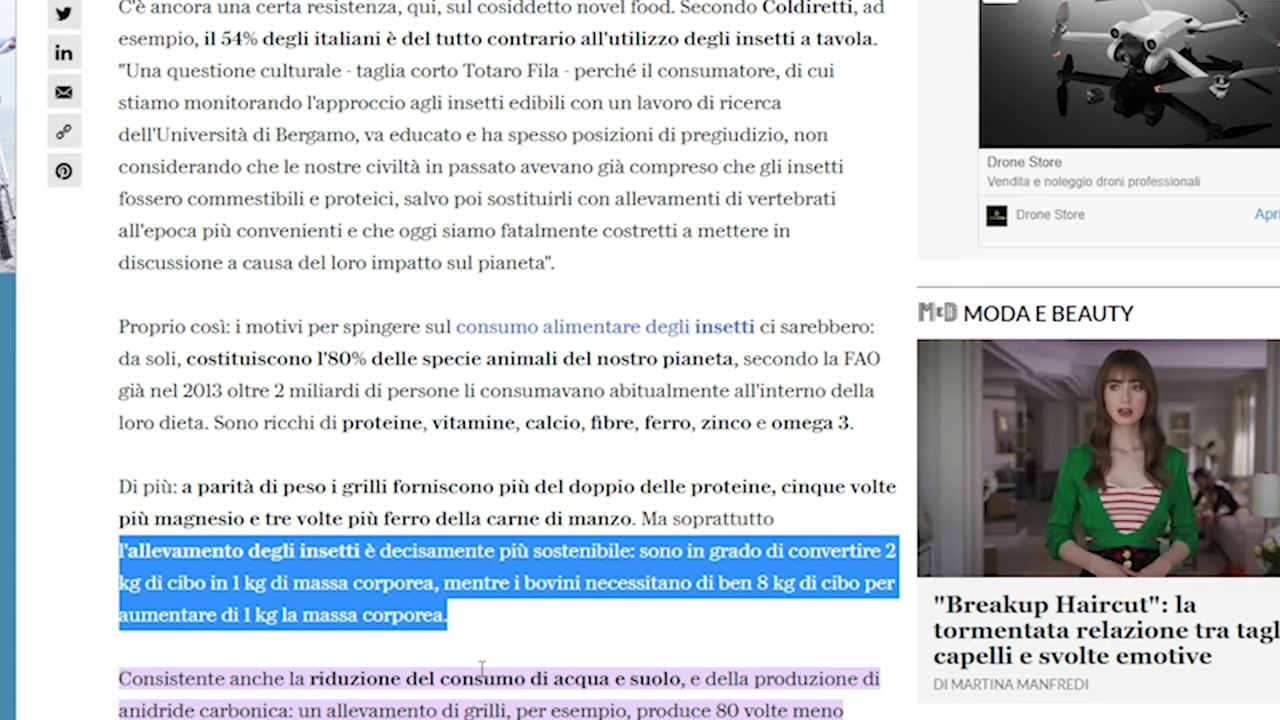 C'è ancora una certa resistenza, qui, sul cosiddetto novel food. Secondo Coldiretti, ad
esempio, il 54% degli italiani è del tutto contrario all'utilizzo degli insetti a tavola.
"Una questione culturale - taglia corto Totaro Fila - perché il consumatore, di cui
stiamo monitorando l'approccio agli insetti edibili con un lavoro di ricerca
dell'Università di Bergamo, va educato e ha spesso posizioni di pregiudizio, non
considerando che le nostre civiltà in passato avevano già compreso che gli insetti
fossero commestibili e proteici, salvo poi sostituirli con allevamenti di vertebrati
all'epoca più convenienti e che oggi siamo fatalmente costretti a mettere in
discussione a causa del loro impatto sul pianeta".
Proprio così: i motivi per spingere sul consumo alimentare degli insetti ci sarebbero:
da soli, costituiscono l'80% delle specie animali del nostro pianeta, secondo la FAO
già nel 2013 oltre 2 miliardi di persone li consumavano abitualmente all'interno della
loro dieta. Sono ricchi di proteine, vitamine, calcio, fibre, ferro, zinco e omega 3.
Di più: a parità di peso i grilli forniscono più del doppio delle proteine, cinque volte
più magnesio e tre volte più ferro della carne di manzo. Ma soprattutto
l'allevamento degli insetti è decisamente più sostenibile: sono in grado di convertire 2
kg di cibo in 1 kg di massa corporea, mentre i bovini necessitano di ben 8 kg di cibo per
aumentare di 1 kg la massa corporea.
Consistente anche la riduzione del consumo di acqua e suolo, e della produzione di
anidride carbonica: un allevamento di grilli, per esempio, produce 80 volte meno
Drone Store
Vendita e noleggio droni professionali
Drone Store
Apri
M&D MODA E BEAUTY
"Breakup Haircut": la
tormentata relazione tra tagl
capelli e svolte emotive
DI MARTINA MANFREDI